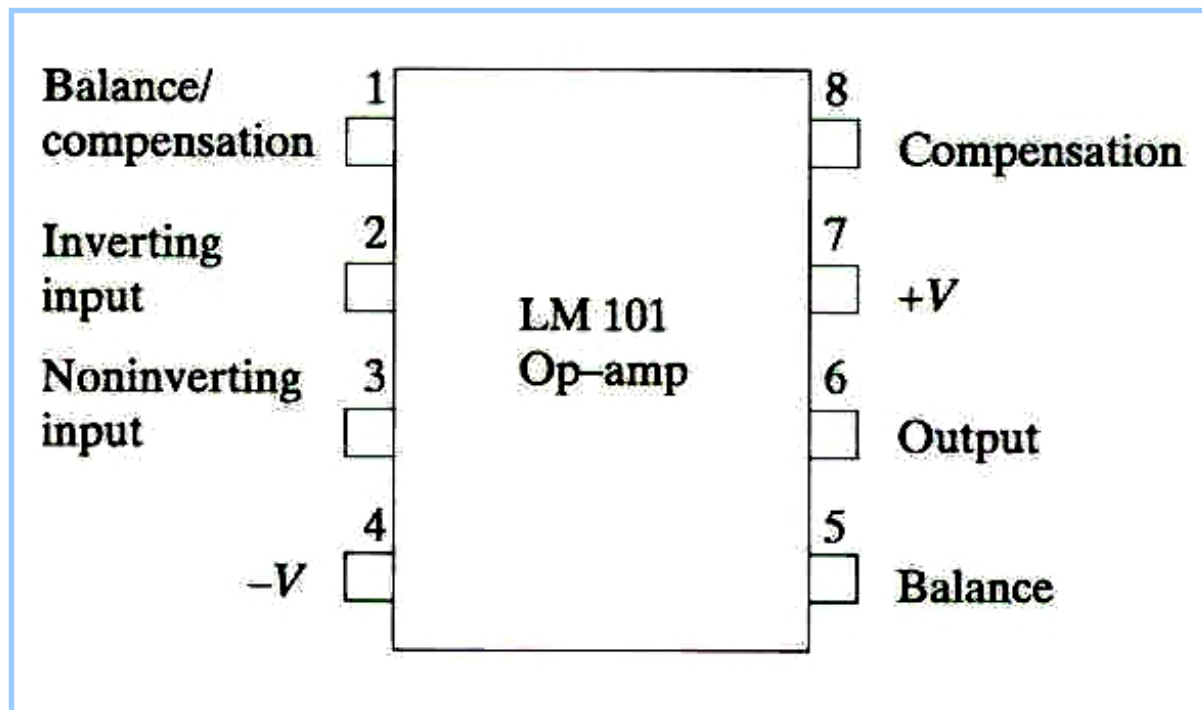 Balance/
compensation
1
8
Compensation
Inverting
input
2
7
+V
LM 101
Op–amp
Noninverting
input
3
6
Output
4
–V
5
Balance